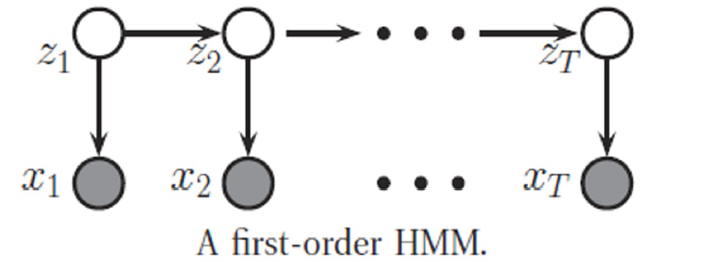 z1 z2 . . . zT
x1 x2 . . . xT
A first-order HMM.